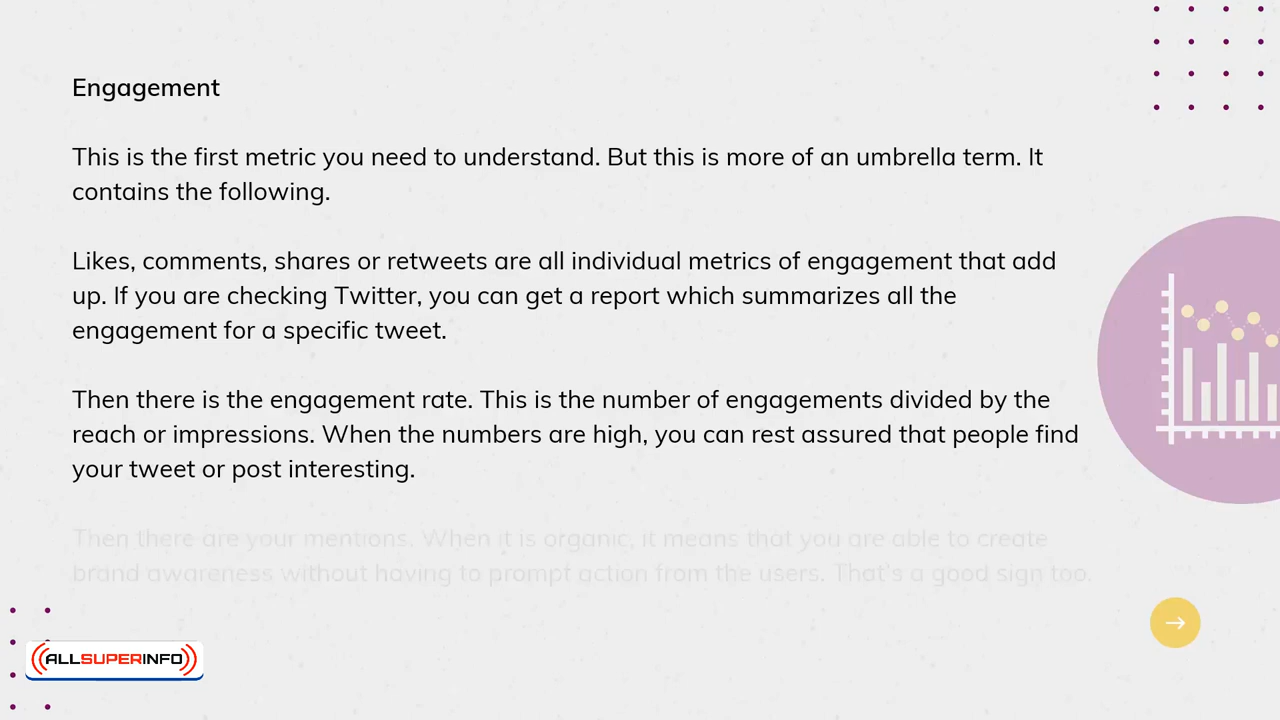 Engagement
This is the first metric you need to understand. But this is more of an umbrella term. It
contains the following.
Likes, comments, shares or retweets are all individual metrics of engagement that add
up. If you are checking Twitter, you can get a report which summarizes all the
engagement for a specific tweet.
Then there is the engagement rate. This is the number of engagements divided by the
reach or impressions. When the numbers are high, you can rest assured that people find
your tweet or post interesting.
Then there are your mentions. When it is organic, it means that you are able to create
brand awareness without having to prompt action from the users. That's a good sign too.
ALLSUPERINFO